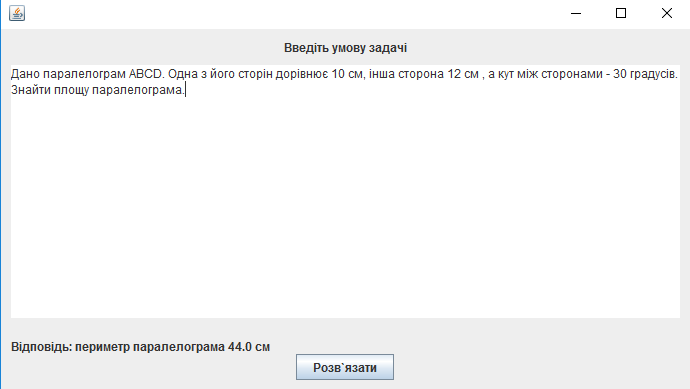 Введіть умову задачі
Дано паралелограм ABCD. Одна з його сторін дорівнює 10 см, інша сторона 12 см , а кут між сторонами - 30 градусів.
Знайти площу паралелограма.
Відповідь: периметр паралелограма 44.0 см
Розв`язати